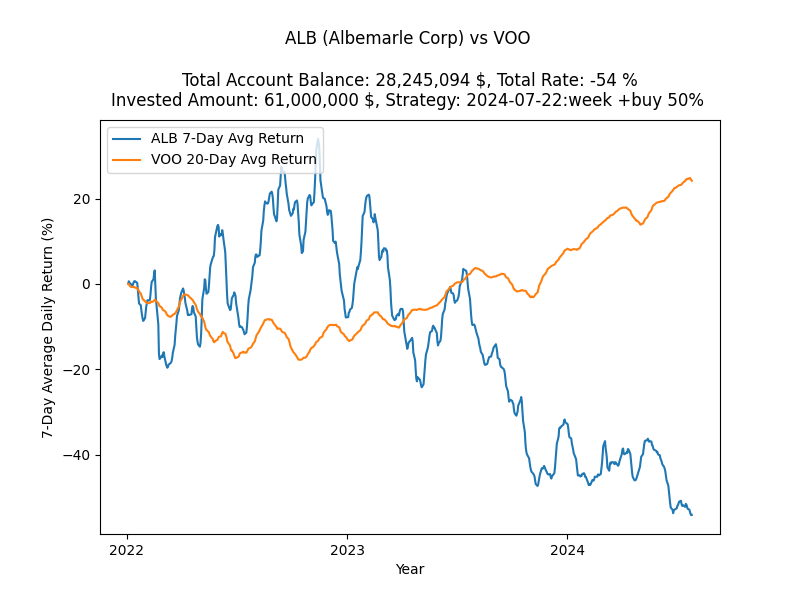 ALB (Albemarle Corp) vs VOO
Total Account Balance: 28,245,094 $, Total Rate: -54 %
Invested Amount: 61,000,000 $, Strategy: 2024-07-22:week +buy 50%
ALB 7-Day Avg Return
VOO 20-Day Avg Return
7-Day Average Daily Return (%)
20
0
−20
−40
2022
2023
2024
Year